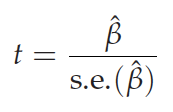 t = β̂ / s.e.(β̂)